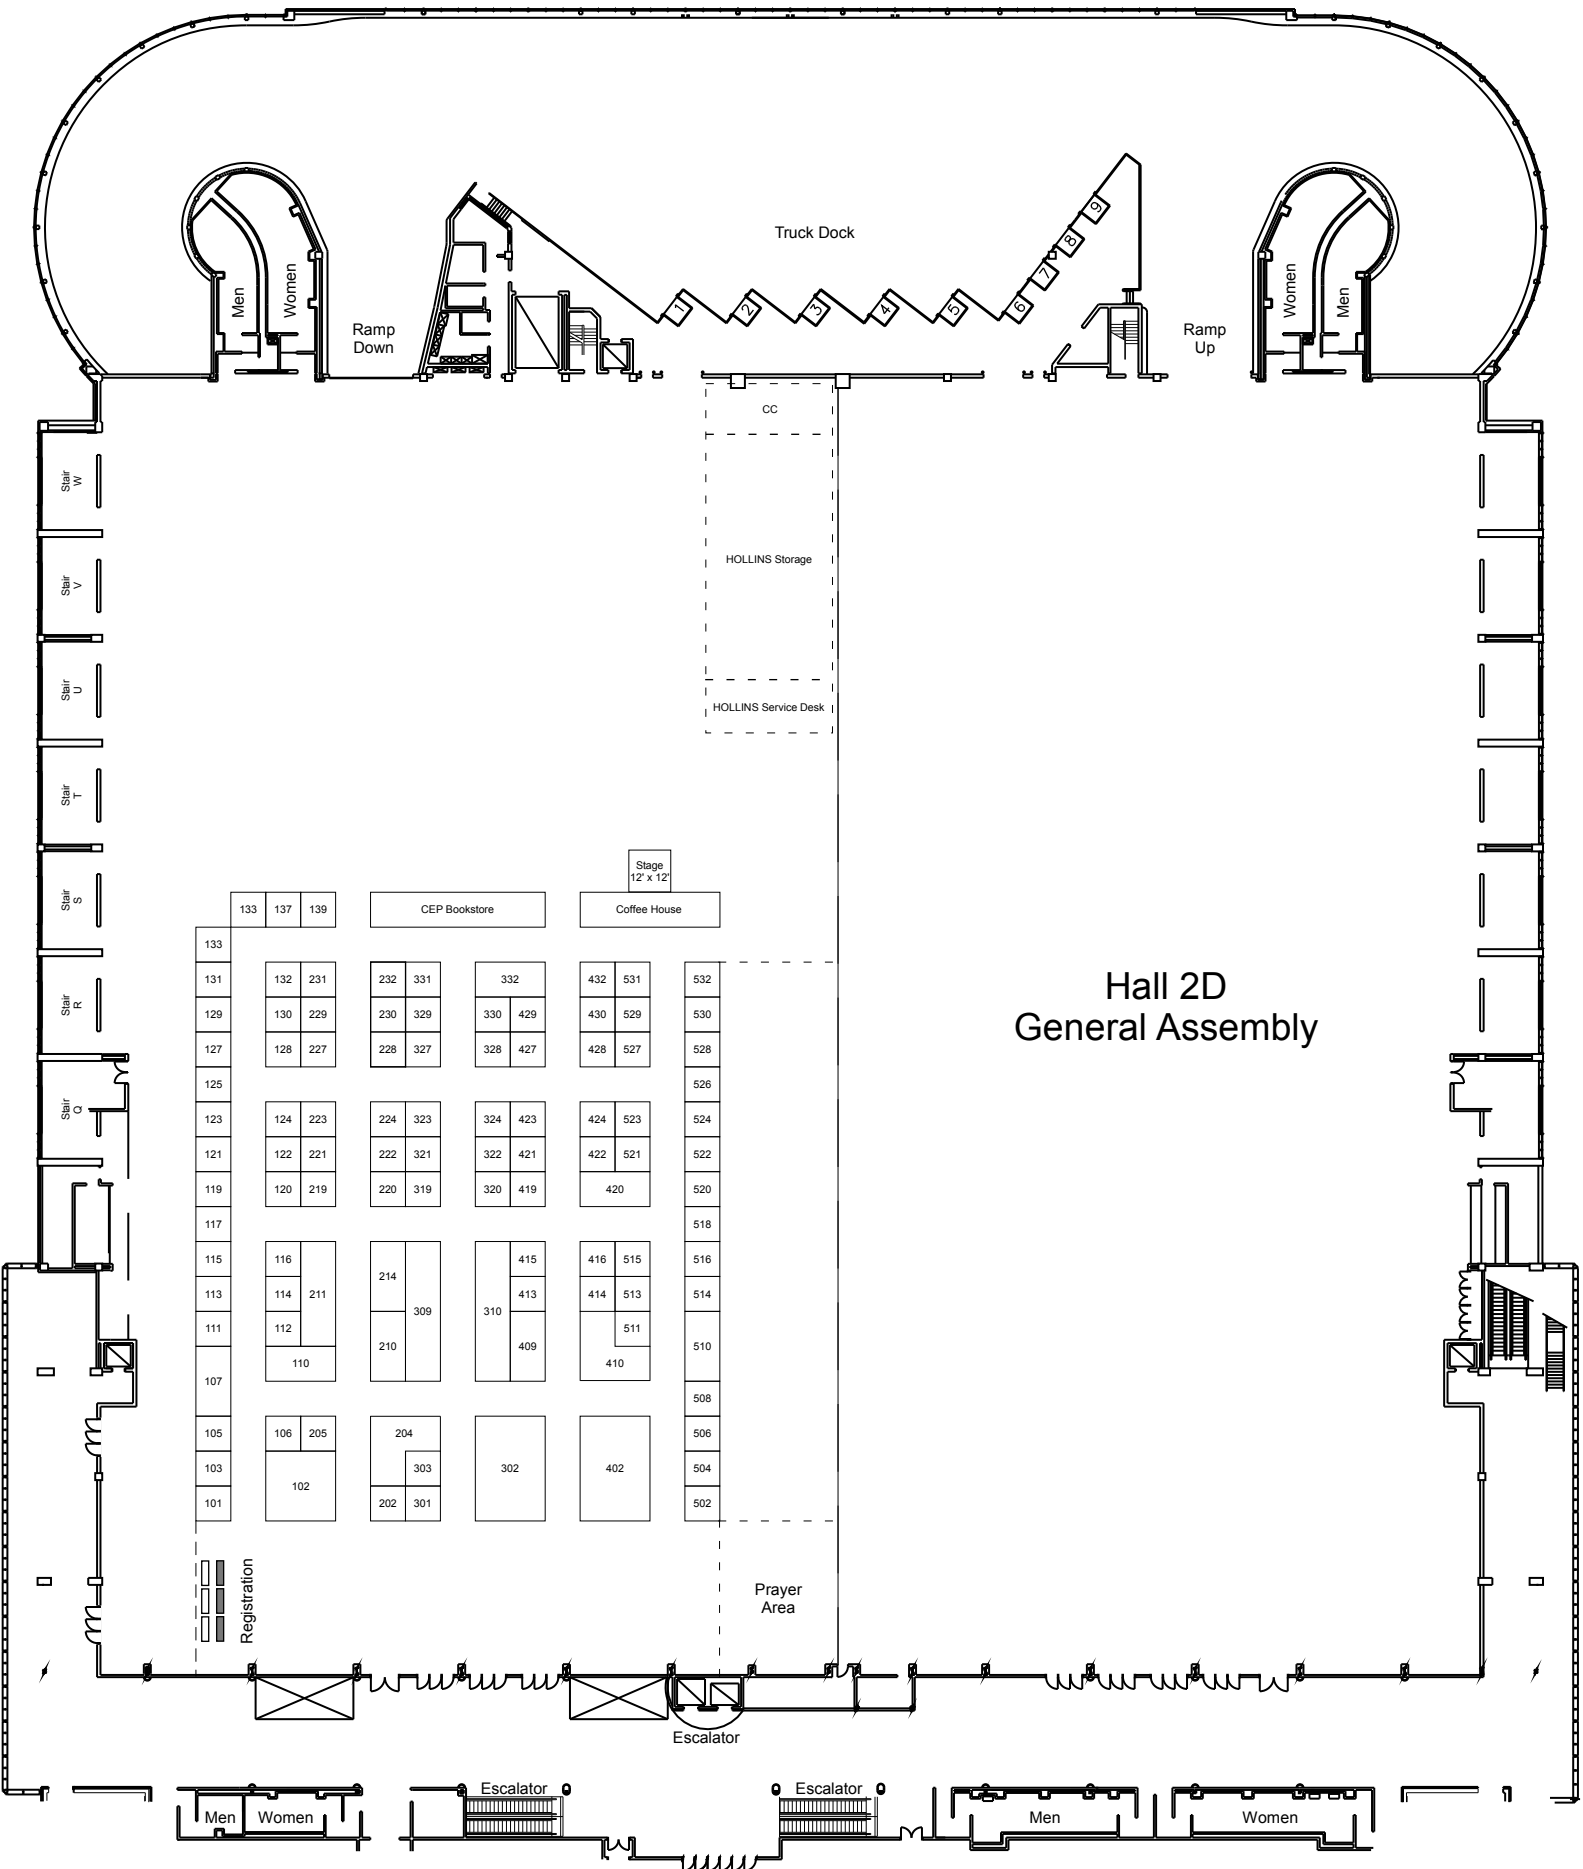 Truck Dock
1
2
3
4
5
6
7
8
9
Men
Women
Ramp
Down
Ramp
Up
Women
Men
CC
HOLLINS Storage
HOLLINS Service Desk
Stair
W
Stair
V
Stair
U
Stair
T
Stair
S
Stair
R
Stair
Q
Stage
12' x 12'
133 137 139 CEP Bookstore Coffee House
133
131 132 231 232 331 332 432 531 532
129 130 229 230 329 330 429 430 529 530
127 128 227 228 327 328 427 428 527 528
125 526
123 124 223 224 323 324 423 424 523 524
121 122 221 222 321 322 421 422 521 522
119 120 219 220 319 320 419 420 520
117 518
115 116 415 416 515 516
214
113 114 211 413 414 513 514
309 310
111 112 511
210 409 510
110 410
107
508
105 106 205 204 506
103 303 302 402 504
102
101 202 301 502
Hall 2D
General Assembly
Registration
Prayer
Area
Escalator
Escalator
Escalator
Men
Women
Men
Women